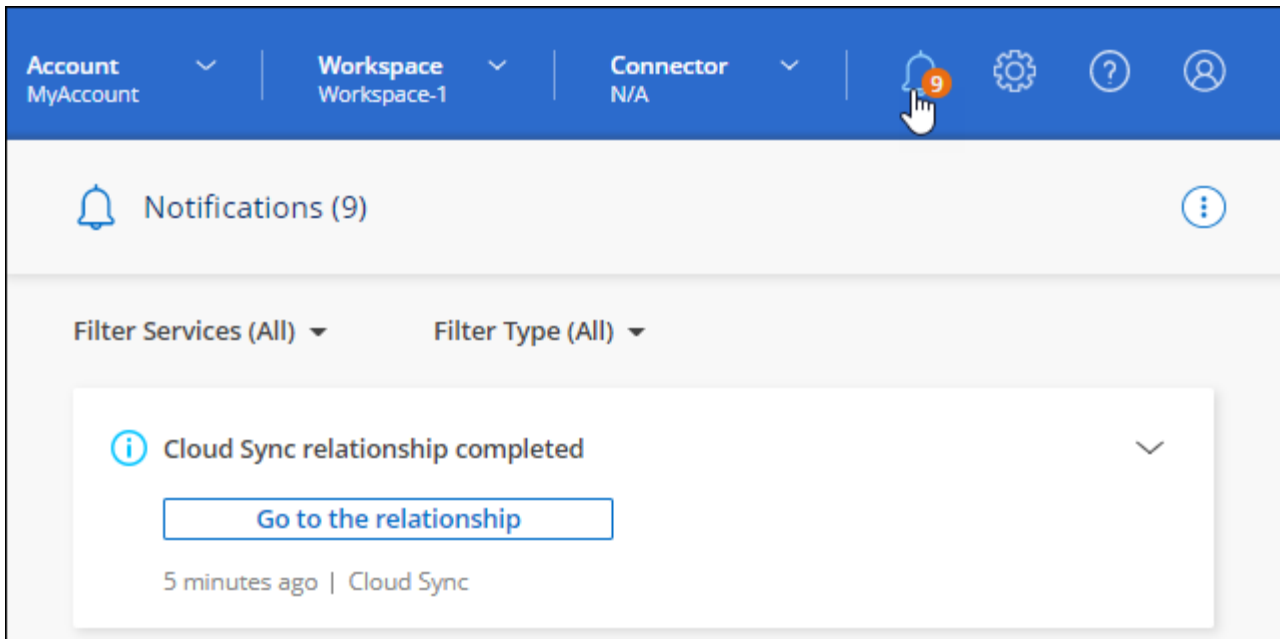 Account
MyAccount
Workspace
Workspace-1
Connector
N/A
9
Notifications (9)
Filter Services (All)
Filter Type (All)
Cloud Sync relationship completed
Go to the relationship
5 minutes ago | Cloud Sync